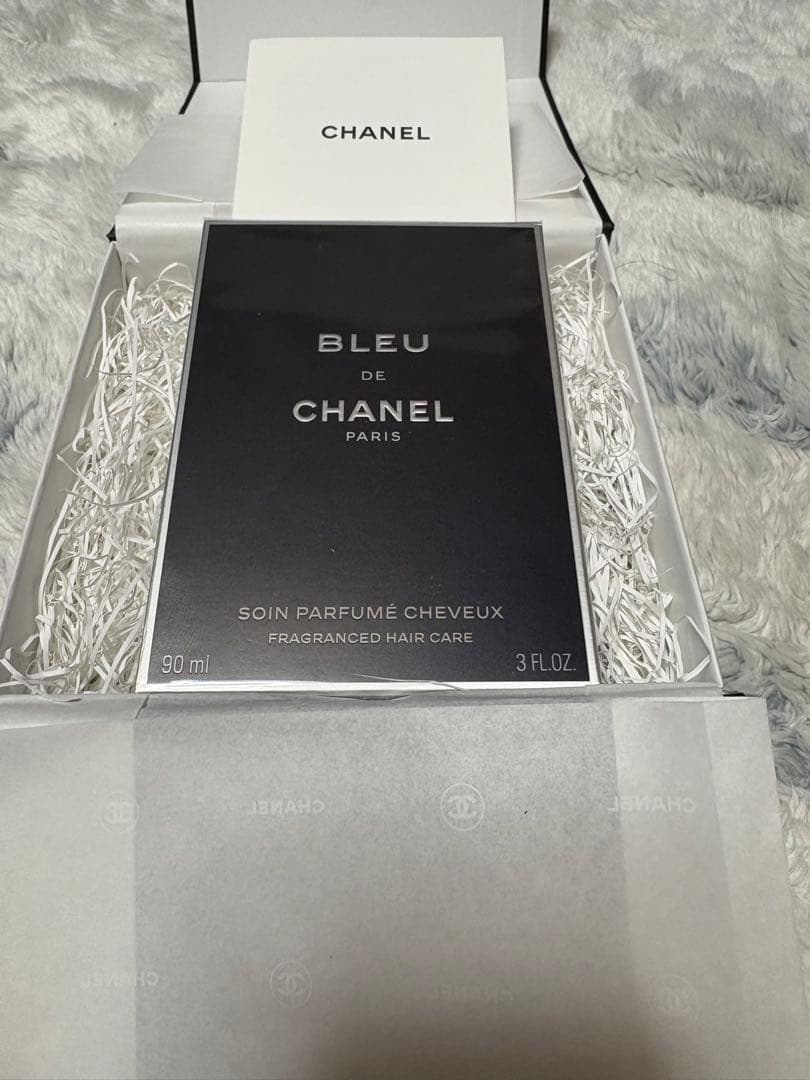 CHANEL
BLEU
DE
CHANEL
PARIS
SOIN PARFUMÉ CHEVEUX
FRAGRANCED HAIR CARE
90 ml 3 FL.OZ.
CHANEL CHANEL
CHANEL